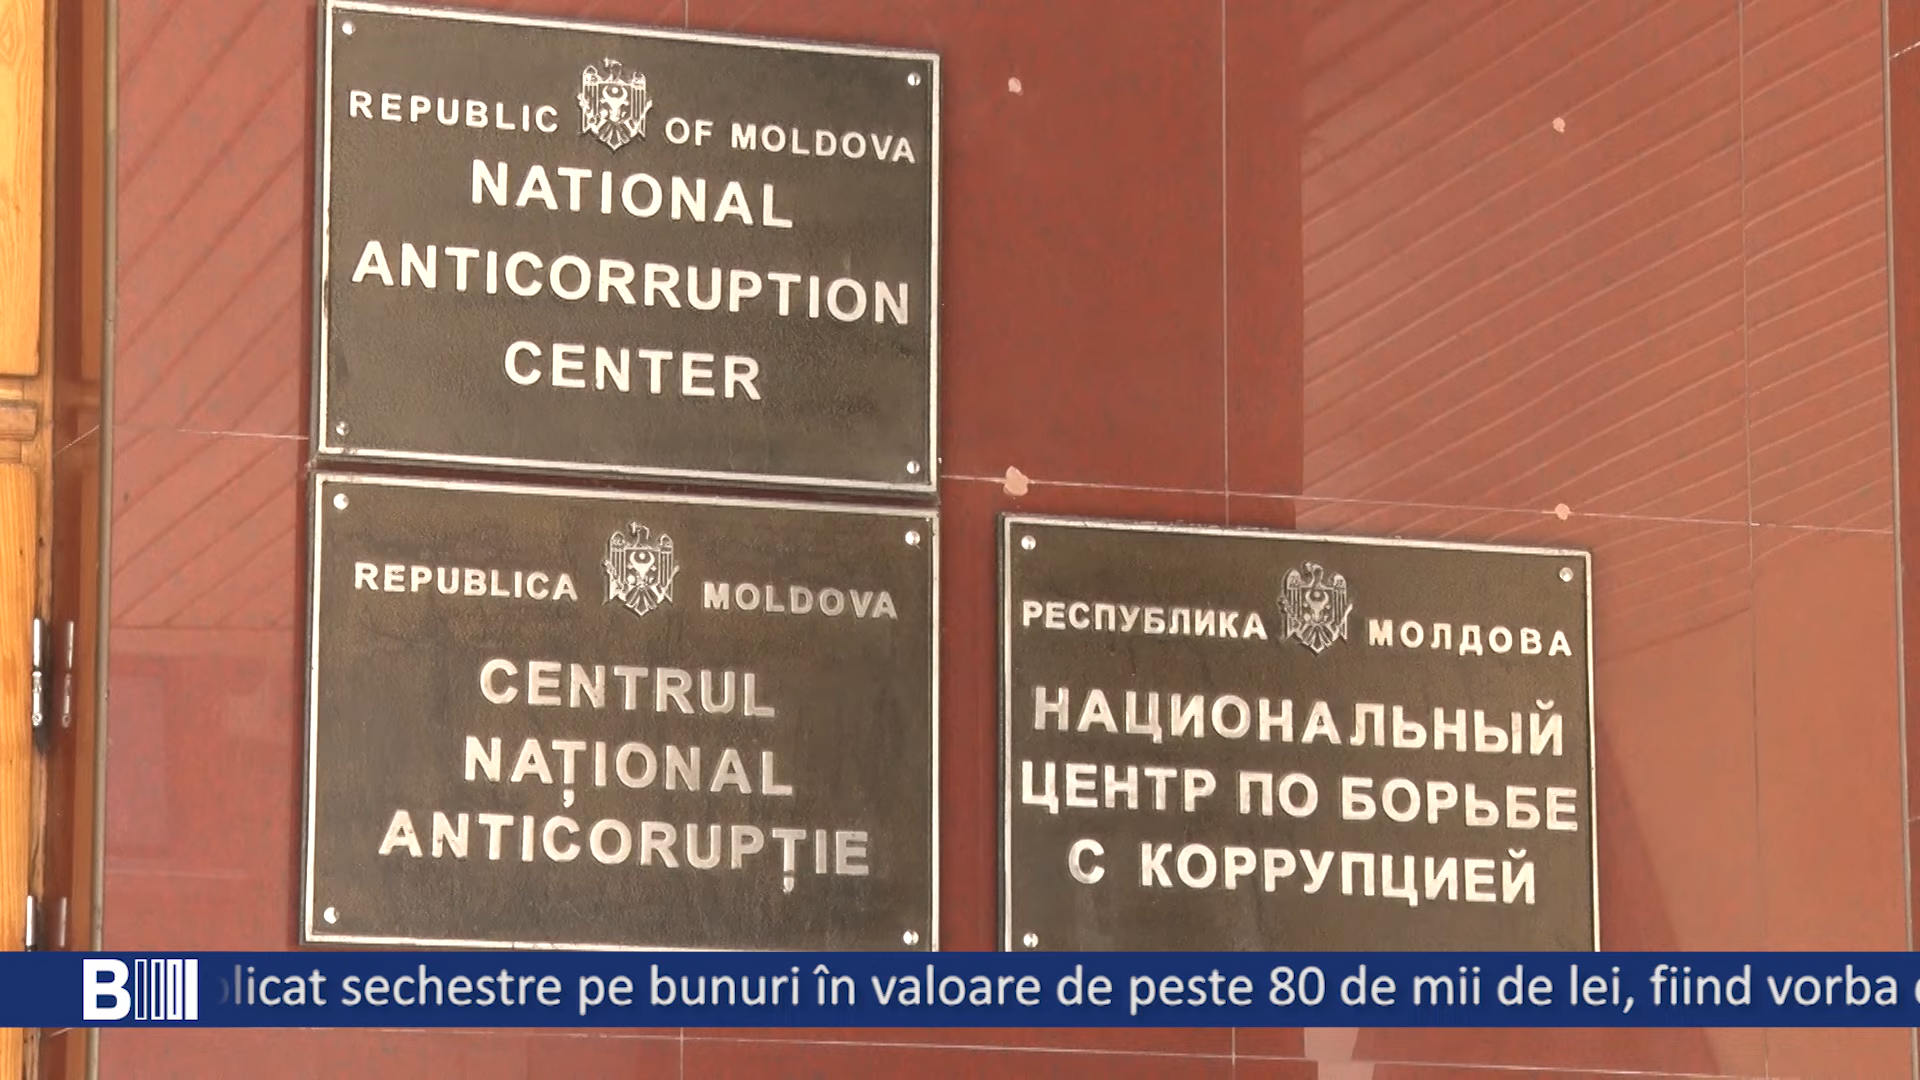 REPUBLIC OF MOLDOVA
NATIONAL
ANTICORRUPTION
CENTER
REPUBLICA MOLDOVA
CENTRUL
NAȚIONAL
ANTICORUPȚIE
РЕСПУБЛИКА МОЛДОВА
НАЦИОНАЛЬНЫЙ
ЦЕНТР ПО БОРЬБЕ
С КОРРУПЦИЕЙ
B sechestre pe bunuri în valoare de peste 80 de mii de lei, fiind vorba